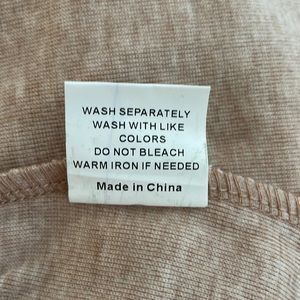 WASH SEPARATELY
WASH WITH LIKE
COLORS
DO NOT BLEACH
WARM IRON IF NEEDED
Made in China